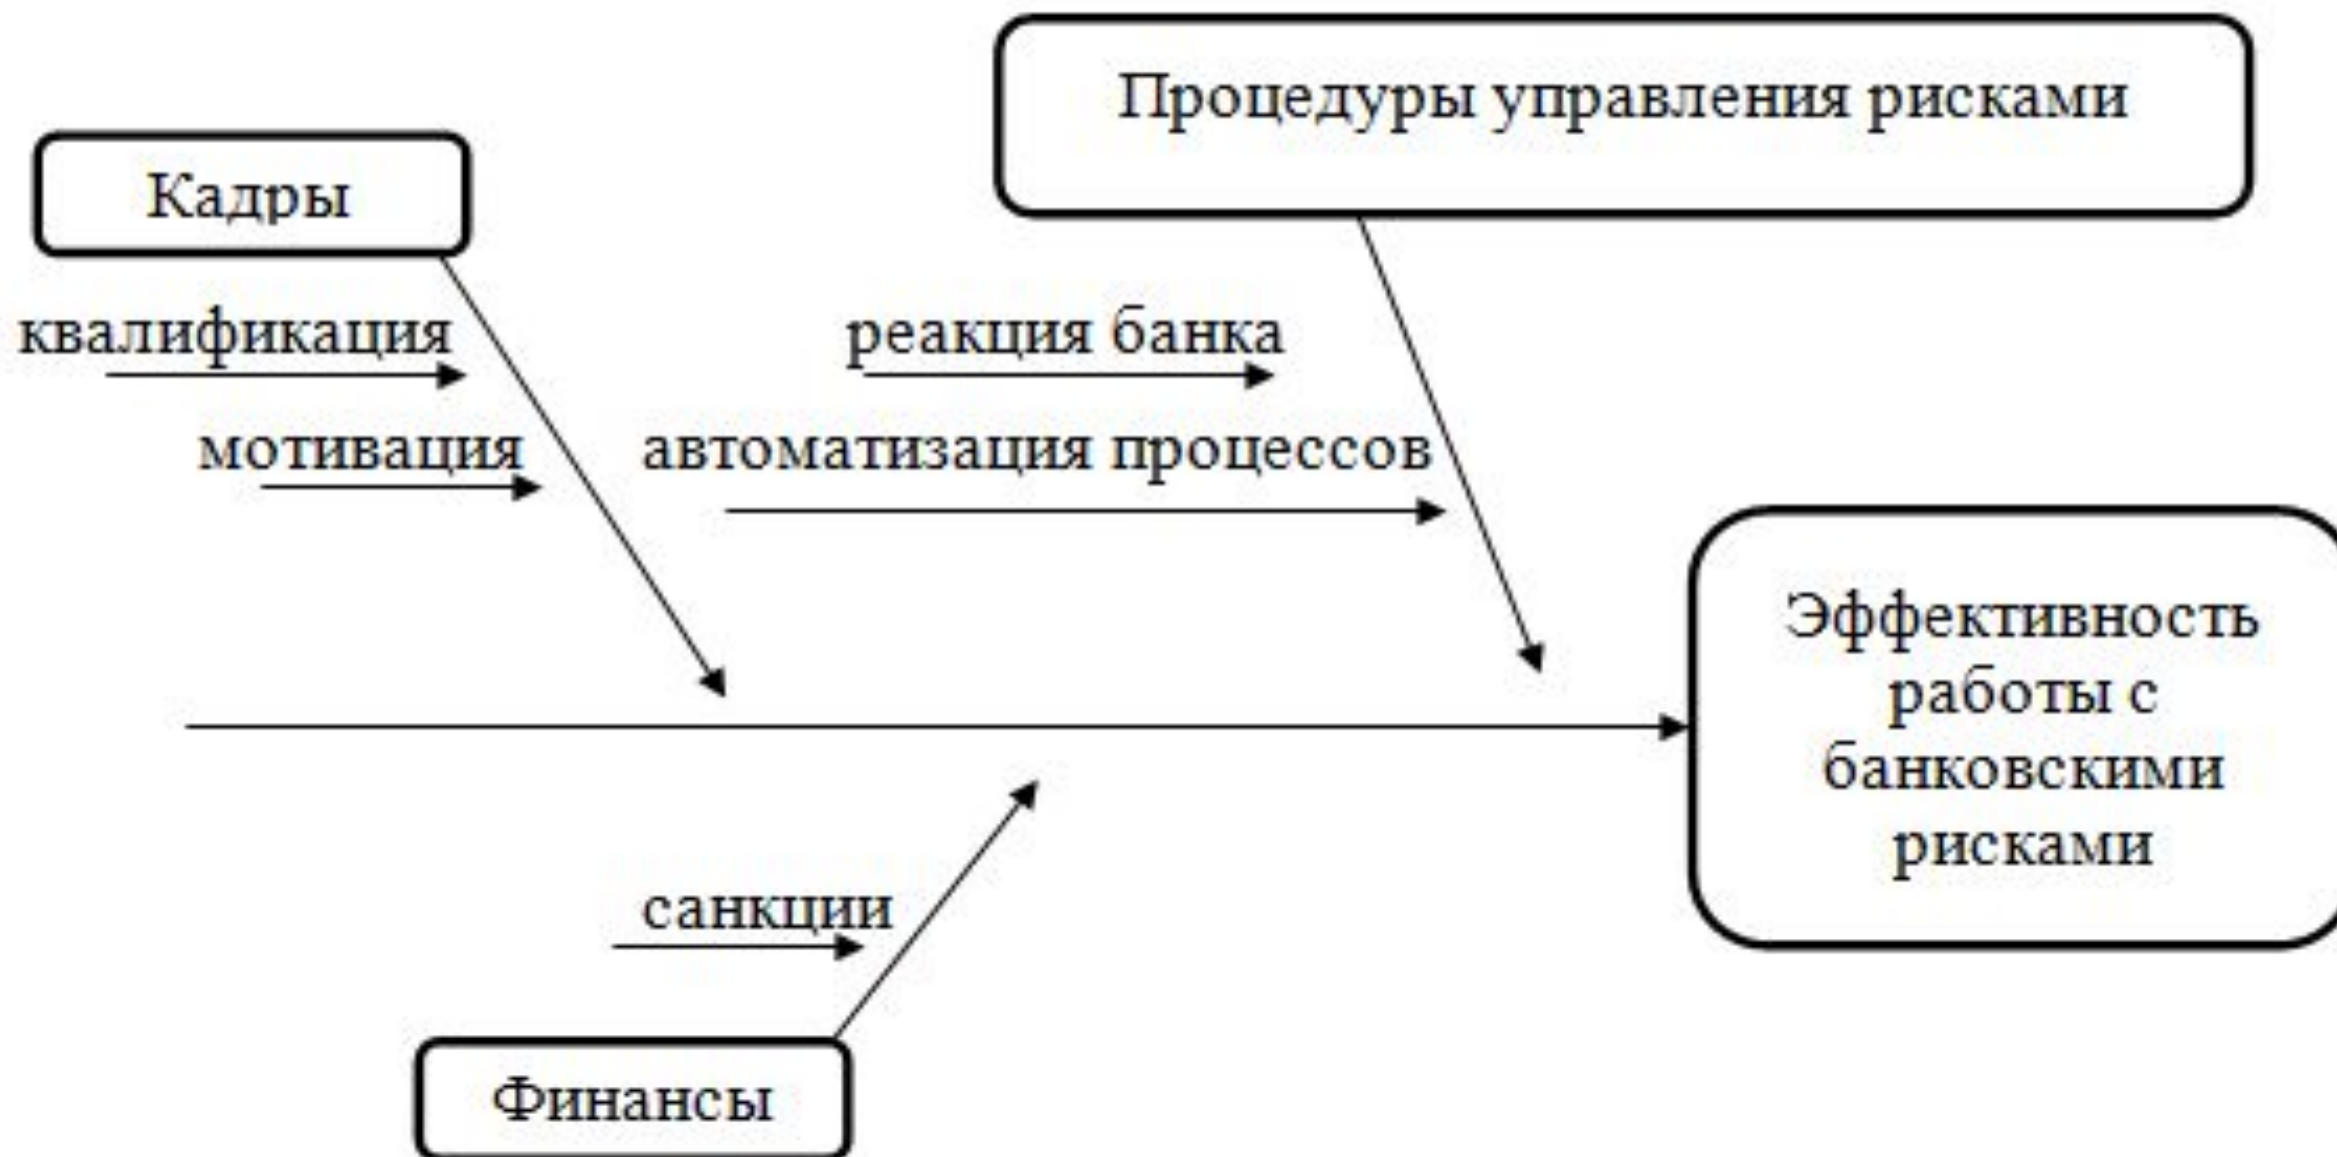 Процедуры управления рисками
Кадры
квалификация
реакция банка
мотивация
автоматизация процессов
Эффективность
работы с
банковскими
рисками
санкции
Финансы